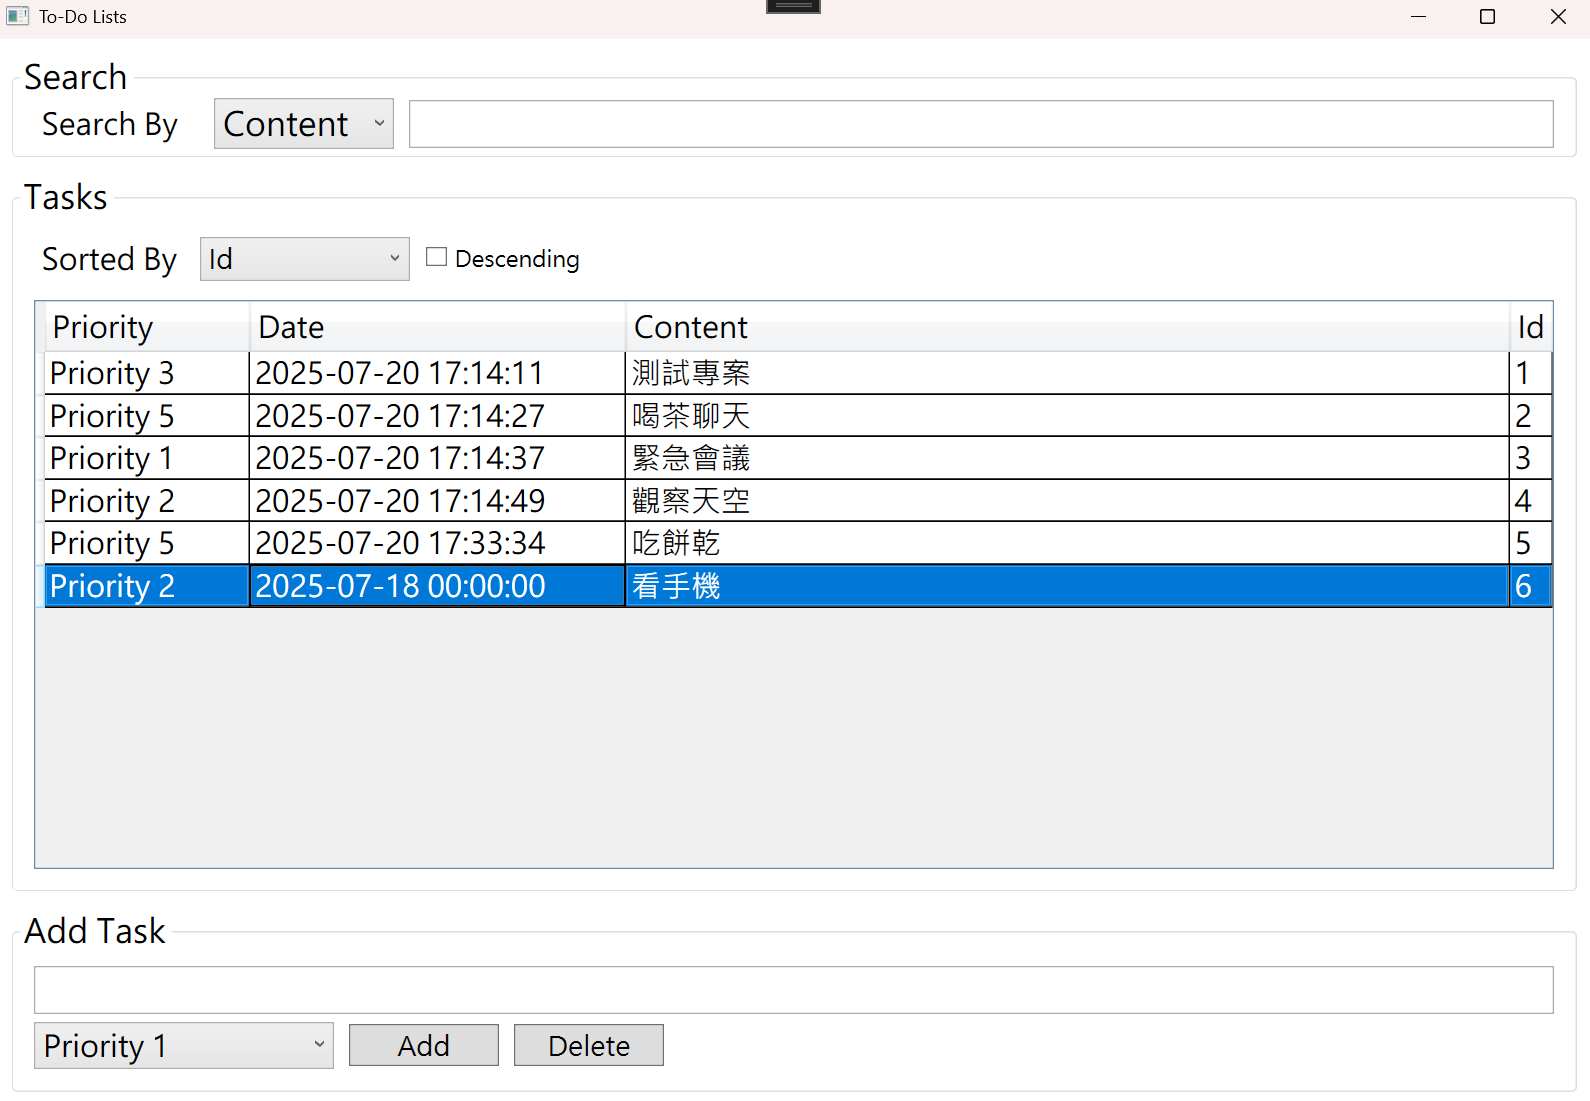 To-Do Lists
Search
Search By Content
Tasks
Sorted By Id Descending
Priority Date Content Id
Priority 3 2025-07-20 17:14:11 測試專案 1
Priority 5 2025-07-20 17:14:27 喝茶聊天 2
Priority 1 2025-07-20 17:14:37 緊急會議 3
Priority 2 2025-07-20 17:14:49 觀察天空 4
Priority 5 2025-07-20 17:33:34 吃餅乾 5
Priority 2 2025-07-18 00:00:00 看手機 6
Add Task
Priority 1 Add Delete